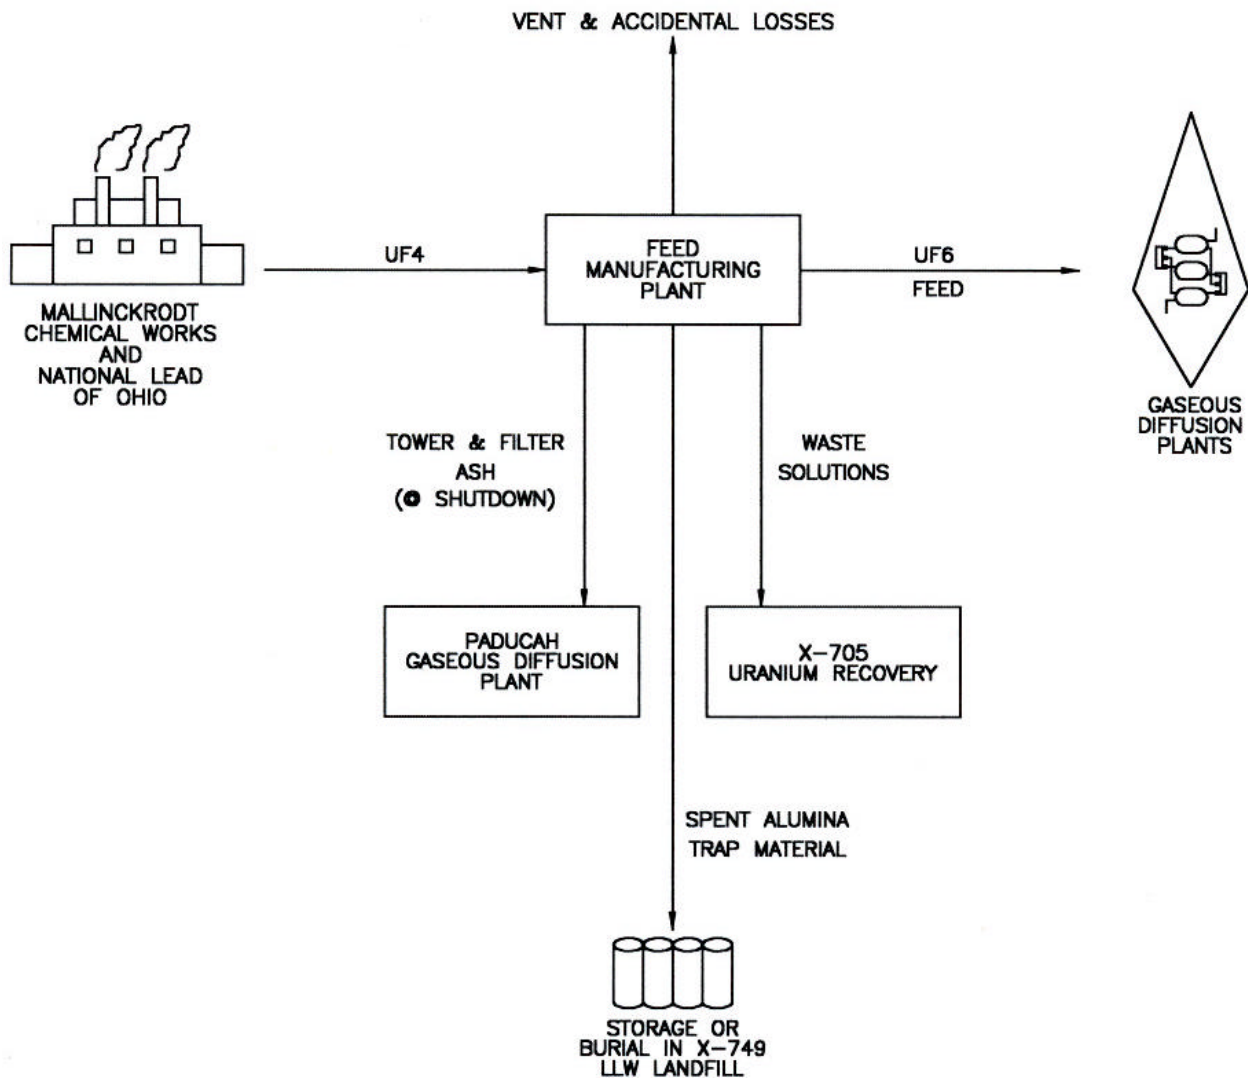 VENT & ACCIDENTAL LOSSES
FEED
MANUFACTURING
PLANT
UF4
UF6
FEED
MALLINCKRODT
CHEMICAL WORKS
AND
NATIONAL LEAD
OF OHIO
GASEOUS
DIFFUSION
PLANTS
TOWER & FILTER
ASH
(@ SHUTDOWN)
WASTE
SOLUTIONS
PADUCAH
GASEOUS DIFFUSION
PLANT
X-705
URANIUM RECOVERY
SPENT ALUMINA
TRAP MATERIAL
STORAGE OR
BURIAL IN X-749
LLW LANDFILL